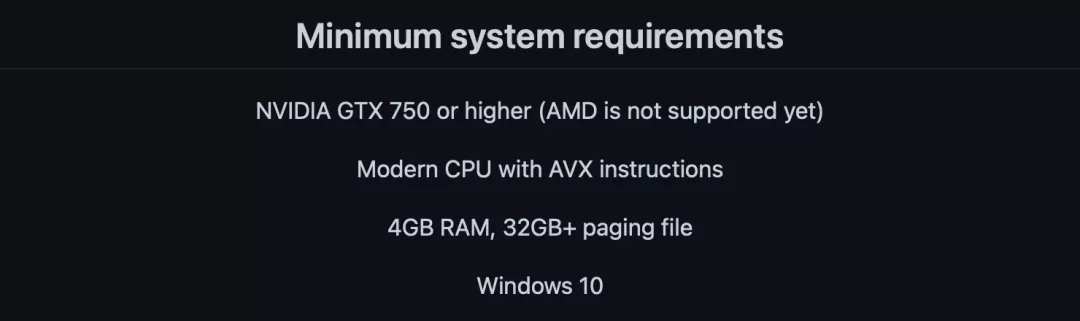 Minimum system requirements
NVIDIA GTX 750 or higher (AMD is not supported yet)
Modern CPU with AVX instructions
4GB RAM, 32GB+ paging file
Windows 10